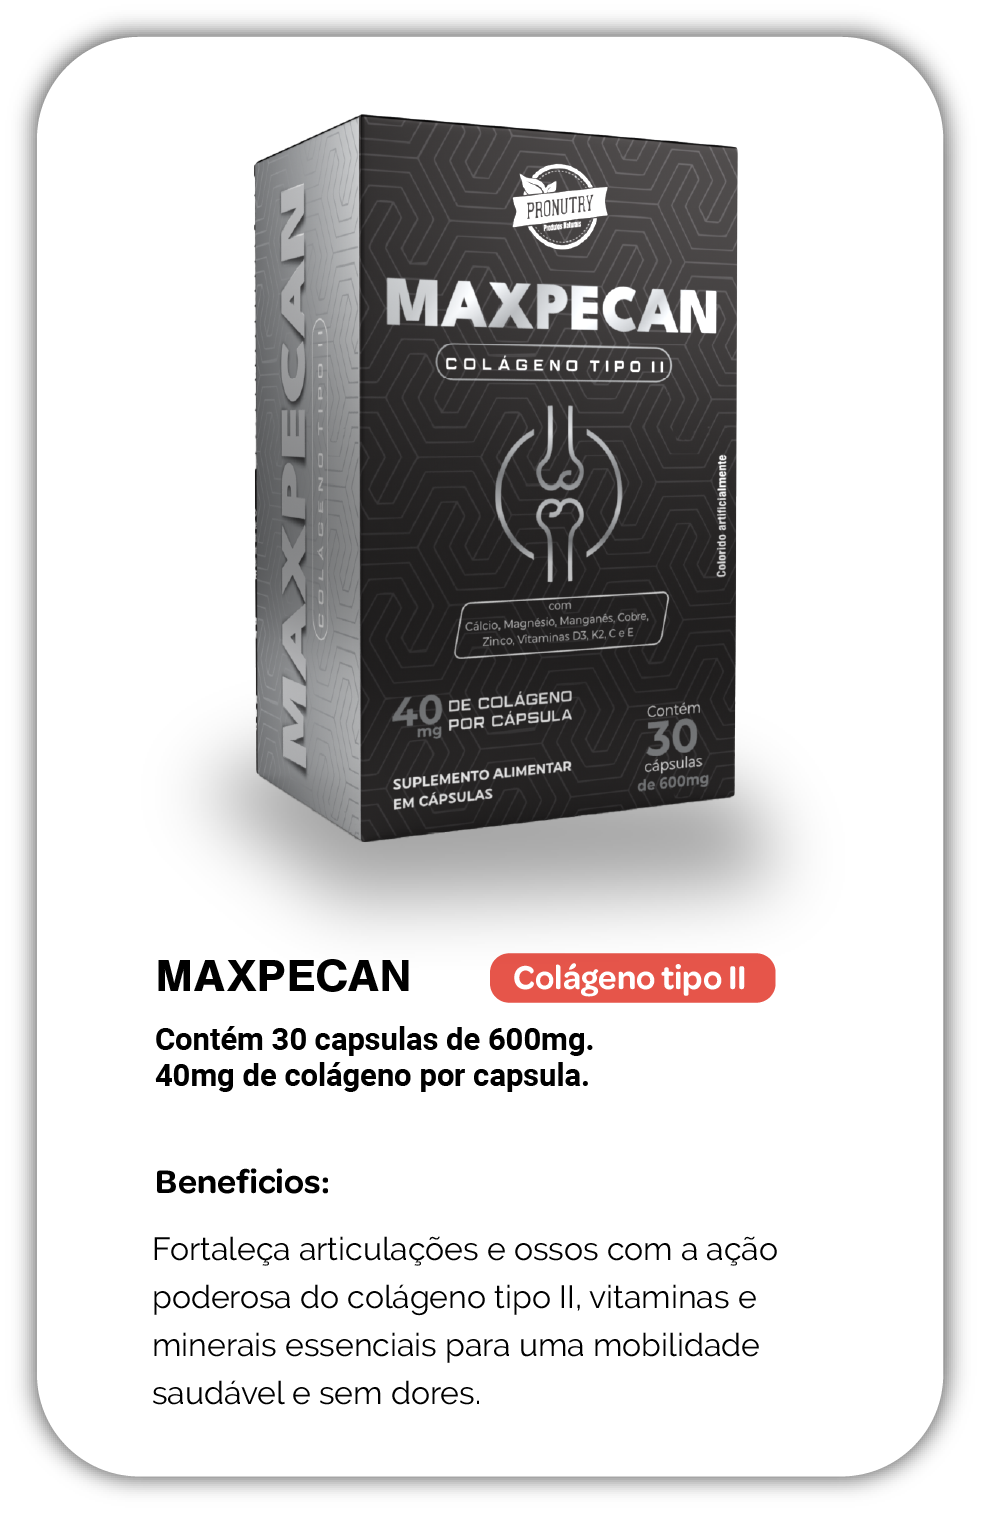 PRONUTRY
Produtos Naturais
MAXPECAN
COLÁGENO TIPO II
com
Cálcio, Magnésio, Manganês, Cobre,
Zinco, Vitaminas D3, K2, C e E
40 mg DE COLÁGENO
POR CÁPSULA
SUPLEMENTO ALIMENTAR
EM CÁPSULAS
Contém
30
cápsulas
de 600mg
Colorido artificialmente
MAXPECAN
COLÁGENO TIPO II
MAXPECAN
Colágeno tipo II
Contém 30 capsulas de 600mg.
40mg de colágeno por capsula.
Beneficios:
Fortaleça articulações e ossos com a ação
poderosa do colágeno tipo II, vitaminas e
minerais essenciais para uma mobilidade
saudável e sem dores.